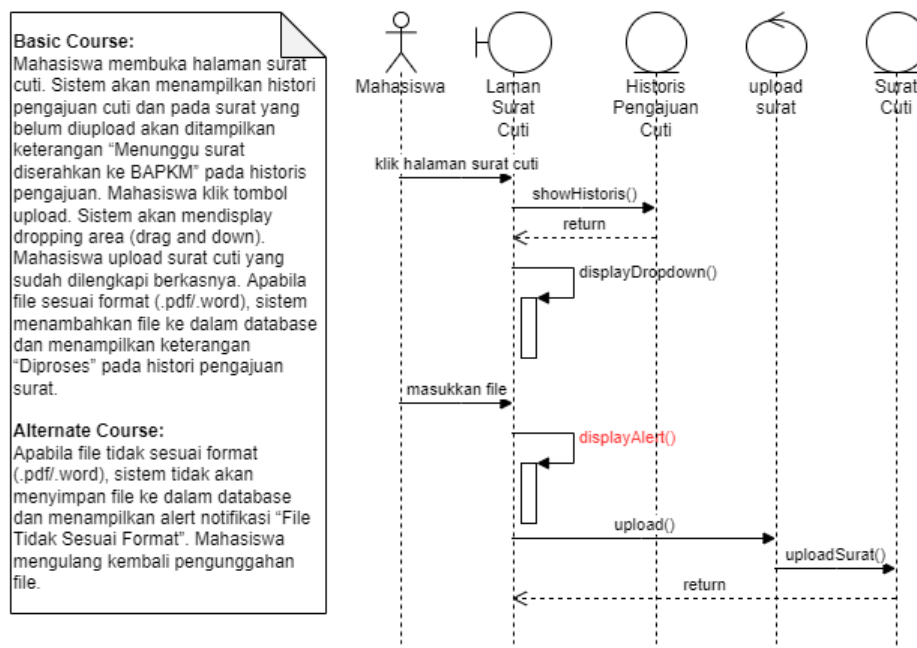 Basic Course:
Mahasiswa membuka halaman surat
cuti. Sistem akan menampilkan histori
pengajuan cuti dan pada surat yang
belum diupload akan ditampilkan
keterangan “Menunggu surat
diserahkan ke BAPKM” pada historis
pengajuan. Mahasiswa klik tombol
upload. Sistem akan mendisplay
dropping area (drag and down).
Mahasiswa upload surat cuti yang
sudah dilengkapi berkasnya. Apabila
file sesuai format (.pdf/.word), sistem
menambahkan file ke dalam database
dan menampilkan keterangan
“Diproses” pada histori pengajuan
surat.
Alternate Course:
Apabila file tidak sesuai format
(.pdf/.word), sistem tidak akan
menyimpan file ke dalam database
dan menampilkan alert notifikasi “File
Tidak Sesuai Format”. Mahasiswa
mengulang kembali pengunggahan
file.
Mahasiswa
Laman
Surat
Cuti
Historis
Pengajuan
Cuti
upload
surat
Surat
Cuti
klik halaman surat cuti
showHistoris()
return
displayDropdown()
masukkan file
displayAlert()
upload()
uploadSurat()
return